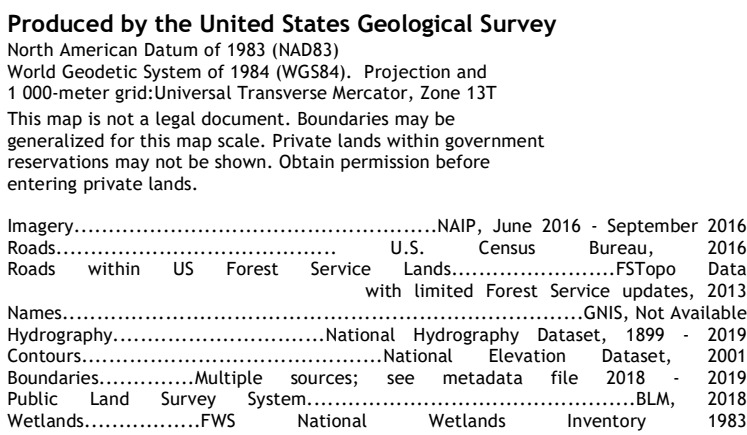 Produced by the United States Geological Survey
North American Datum of 1983 (NAD83)
World Geodetic System of 1984 (WGS84). Projection and
1 000-meter grid:Universal Transverse Mercator, Zone 13T
This map is not a legal document. Boundaries may be
generalized for this map scale. Private lands within government
reservations may not be shown. Obtain permission before
entering private lands.
Imagery.....................................................NAIP, June 2016 - September 2016
Roads......................................... U.S. Census Bureau, 2016
Roads within US Forest Service Lands........................FSTopo Data
with limited Forest Service updates, 2013
Names............................................................................GNIS, Not Available
Hydrography...............................National Hydrography Dataset, 1899 - 2019
Contours............................................National Elevation Dataset, 2001
Boundaries..............Multiple sources; see metadata file 2018 - 2019
Public Land Survey System................................................BLM, 2018
Wetlands.................FWS National Wetlands Inventory 1983